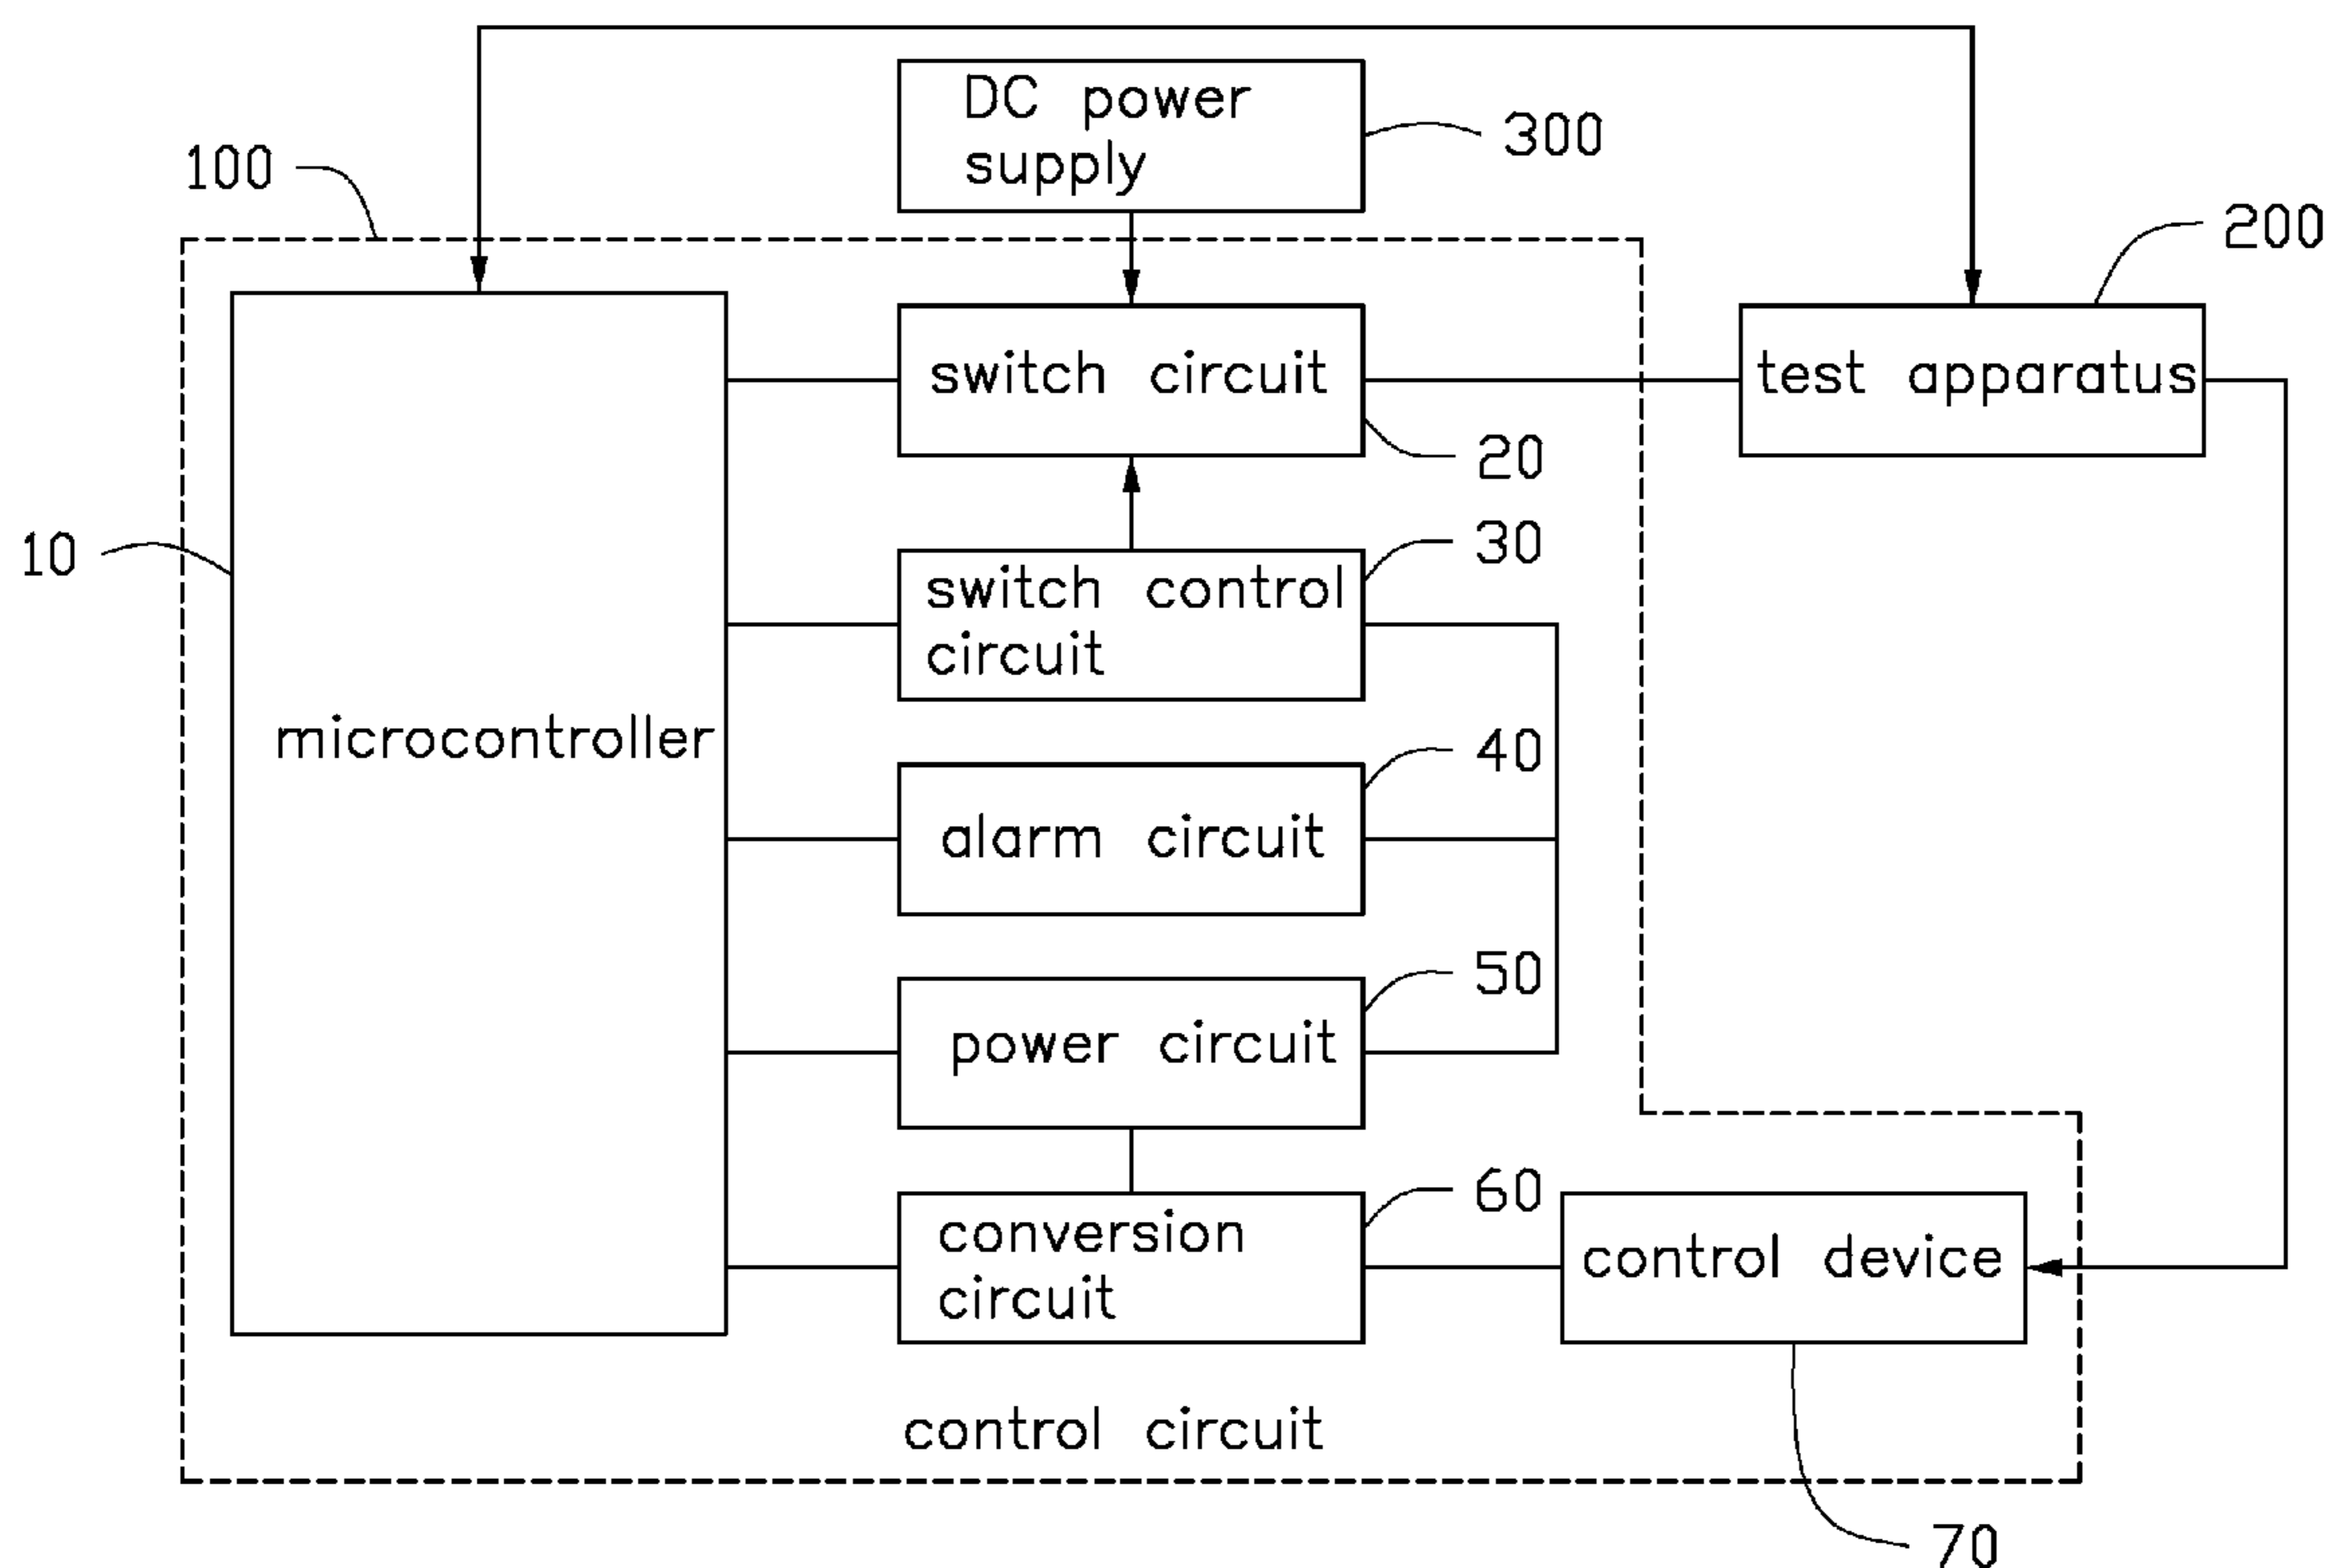 DC power
supply
300
100
200
switch circuit
test apparatus
20
30
10
switch control
circuit
microcontroller
40
alarm circuit
50
power circuit
60
conversion
circuit
control device
control circuit
70